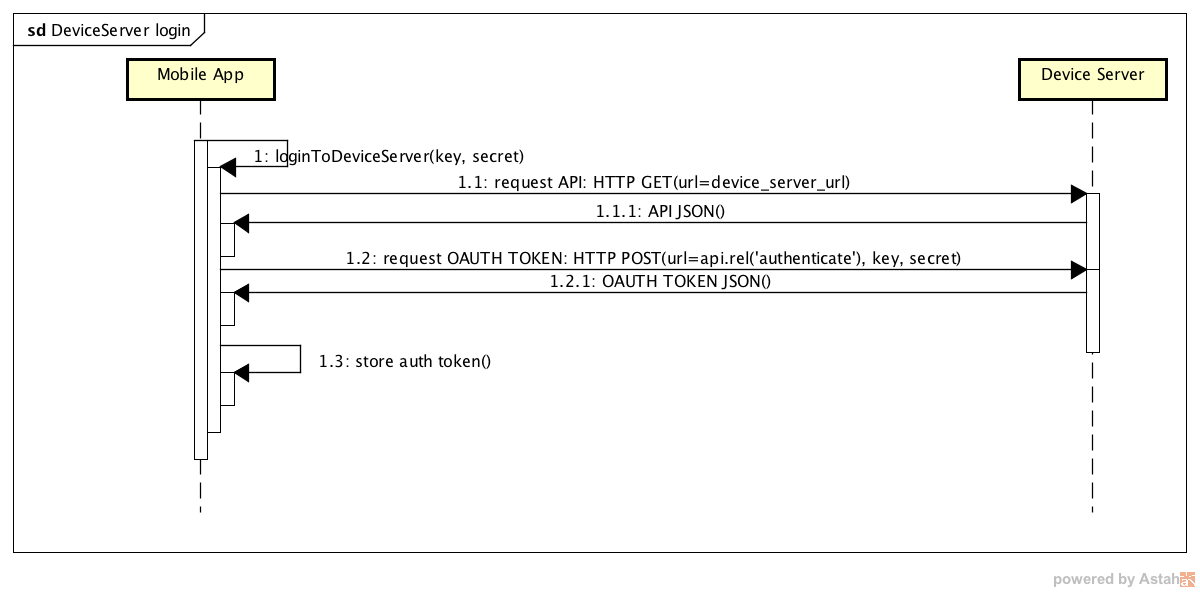 sd DeviceServer login
Mobile App
Device Server
1: loginToDeviceServer(key, secret)
1.1: request API: HTTP GET(url=device_server_url)
1.1.1: API JSON()
1.2: request OAUTH TOKEN: HTTP POST(url=api.rel('authenticate'), key, secret)
1.2.1: OAUTH TOKEN JSON()
1.3: store auth token()
powered by Astah